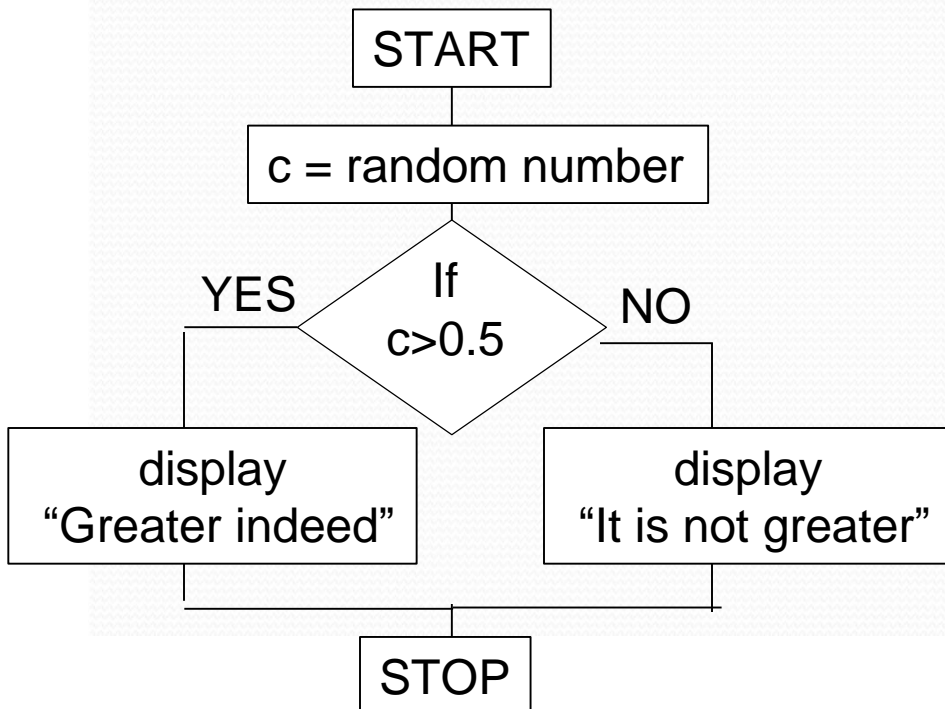 START
c = random number
If
c>0.5
YES
NO
display
“Greater indeed”
display
“It is not greater”
STOP